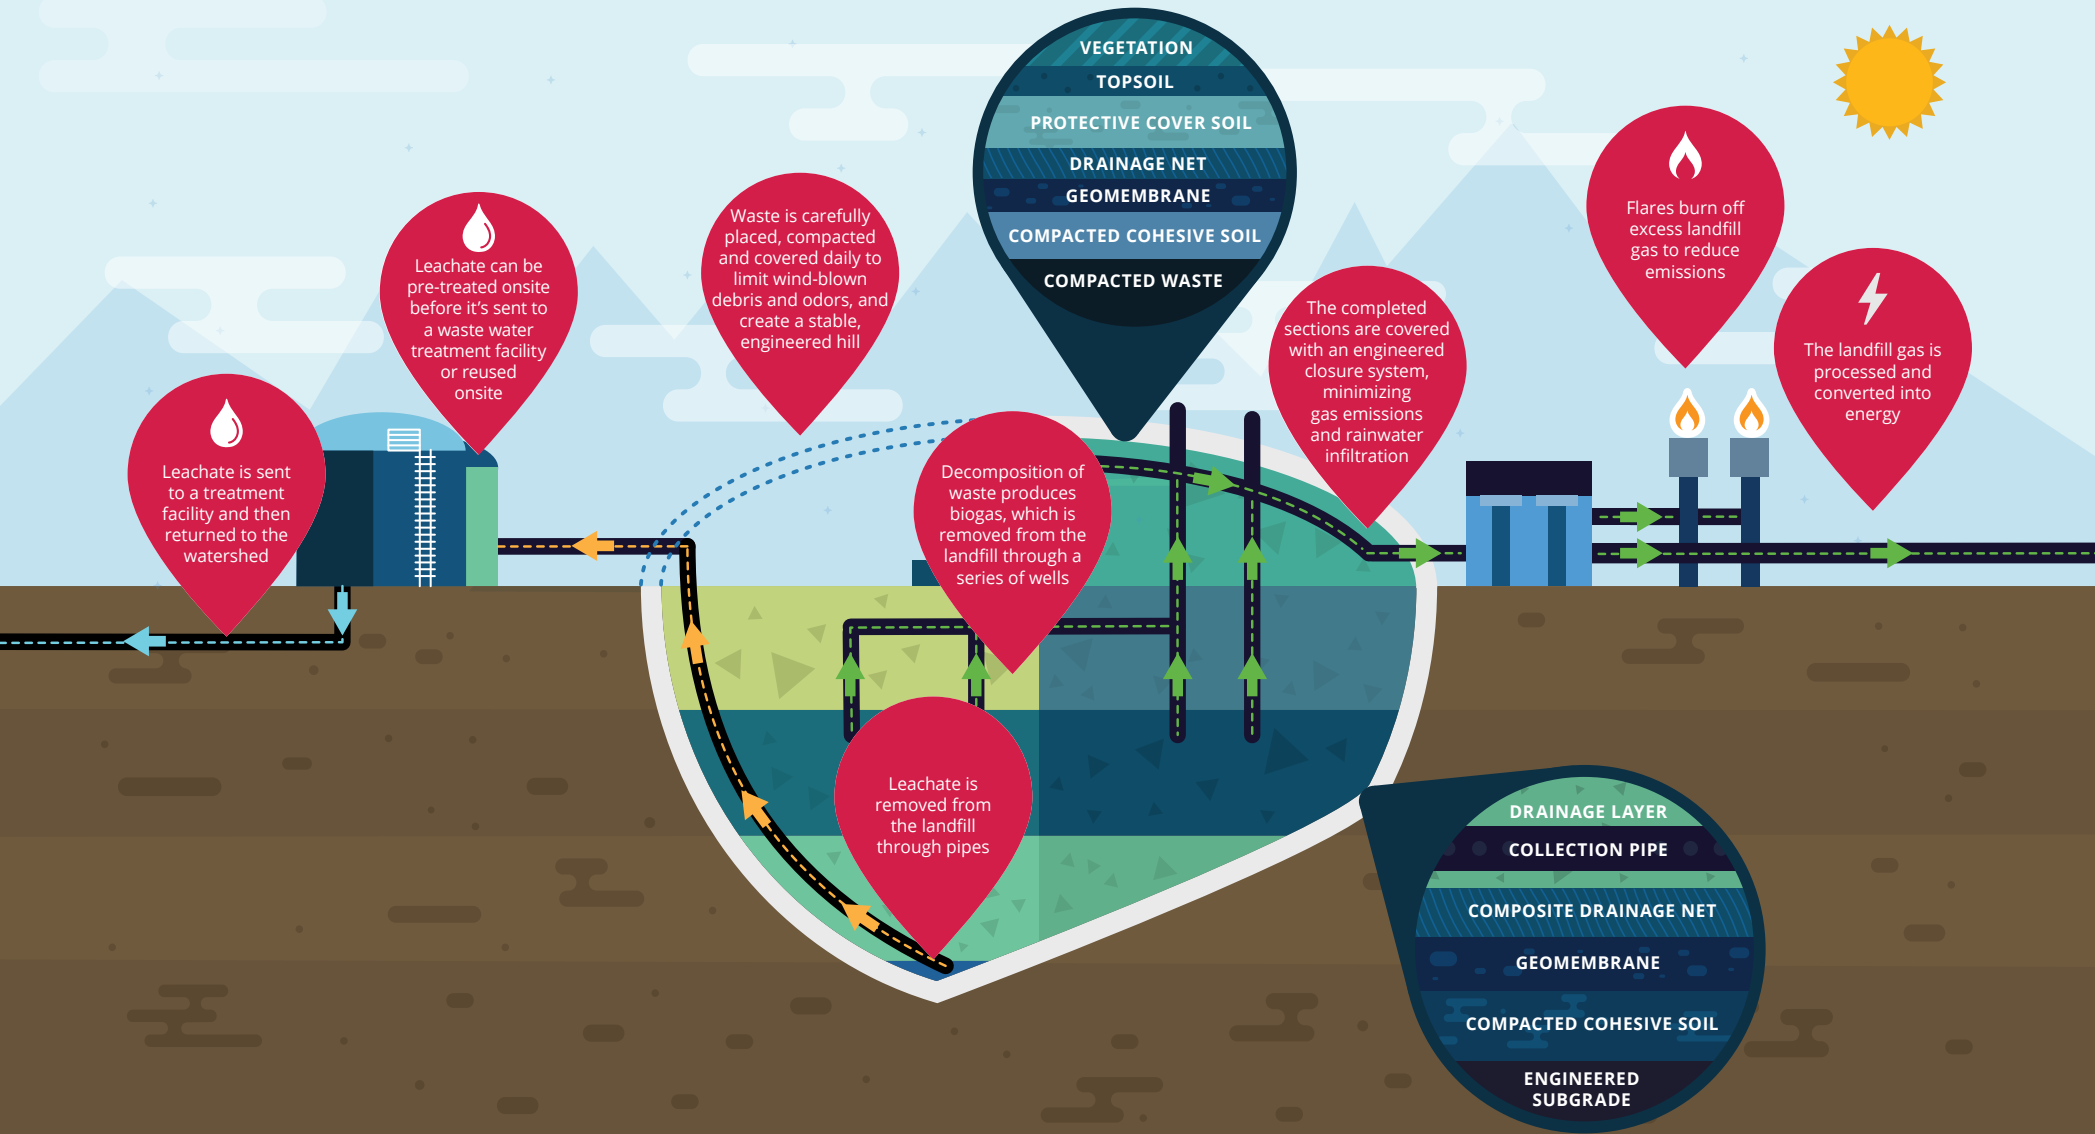 VEGETATION
TOPSOIL
PROTECTIVE COVER SOIL
DRAINAGE NET
GEOMEMBRANE
COMPACTED COHESIVE SOIL
COMPACTED WASTE
Leachate is sent
to a treatment
facility and then
returned to the
watershed
Leachate can be
pre-treated onsite
before it’s sent to
a waste water
treatment facility
or reused
onsite
Waste is carefully
placed, compacted
and covered daily to
limit wind-blown
debris and odors, and
create a stable,
engineered hill
Decomposition of
waste produces
biogas, which is
removed from the
landfill through a
series of wells
Leachate is
removed from
the landfill
through pipes
The completed
sections are covered
with an engineered
closure system,
minimizing
gas emissions
and rainwater
infiltration
Flares burn off
excess landfill
gas to reduce
emissions
The landfill gas is
processed and
converted into
energy
DRAINAGE LAYER
COLLECTION PIPE
COMPOSITE DRAINAGE NET
GEOMEMBRANE
COMPACTED COHESIVE SOIL
ENGINEERED
SUBGRADE